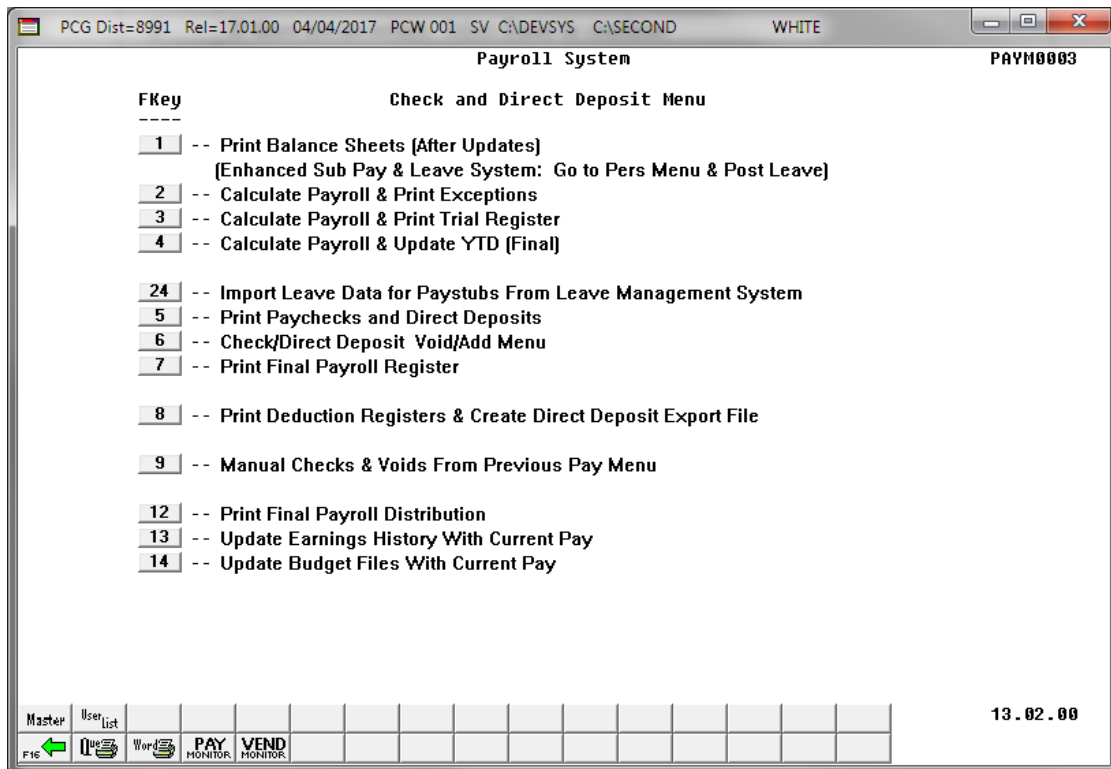 PCG Dist=8991 Rel=17.01.00 04/04/2017 PCW 001 SV C:\DEVSYS C:\SECOND WHITE
Payroll System PAYM0003
FKey Check and Direct Deposit Menu
----
1 -- Print Balance Sheets (After Updates)
(Enhanced Sub Pay & Leave System: Go to Pers Menu & Post Leave)
2 -- Calculate Payroll & Print Exceptions
3 -- Calculate Payroll & Print Trial Register
4 -- Calculate Payroll & Update YTD (Final)
24 -- Import Leave Data for Paystubs From Leave Management System
5 -- Print Paychecks and Direct Deposits
6 -- Check/Direct Deposit Void/Add Menu
7 -- Print Final Payroll Register
8 -- Print Deduction Registers & Create Direct Deposit Export File
9 -- Manual Checks & Voids From Previous Pay Menu
12 -- Print Final Payroll Distribution
13 -- Update Earnings History With Current Pay
14 -- Update Budget Files With Current Pay
Master User List 13.02.00
F16 Que Word PAY MONITOR VEND MONITOR